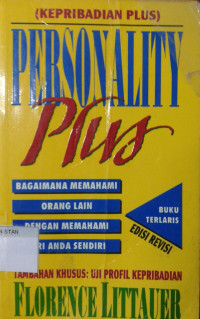 (KEPRIBADIAN PLUS)
PERSONALITY
Plus
BAGAIMANA MEMAHAMI
ORANG LAIN
DENGAN MEMAHAMI
RI ANDA SENDIRI
BUKU
TERLARIS
EDISI REVISI
STAN
TAMBAHAN KHUSUS: UJI PROFIL KEPRIBADIAN
FLORENCE LITTAUER